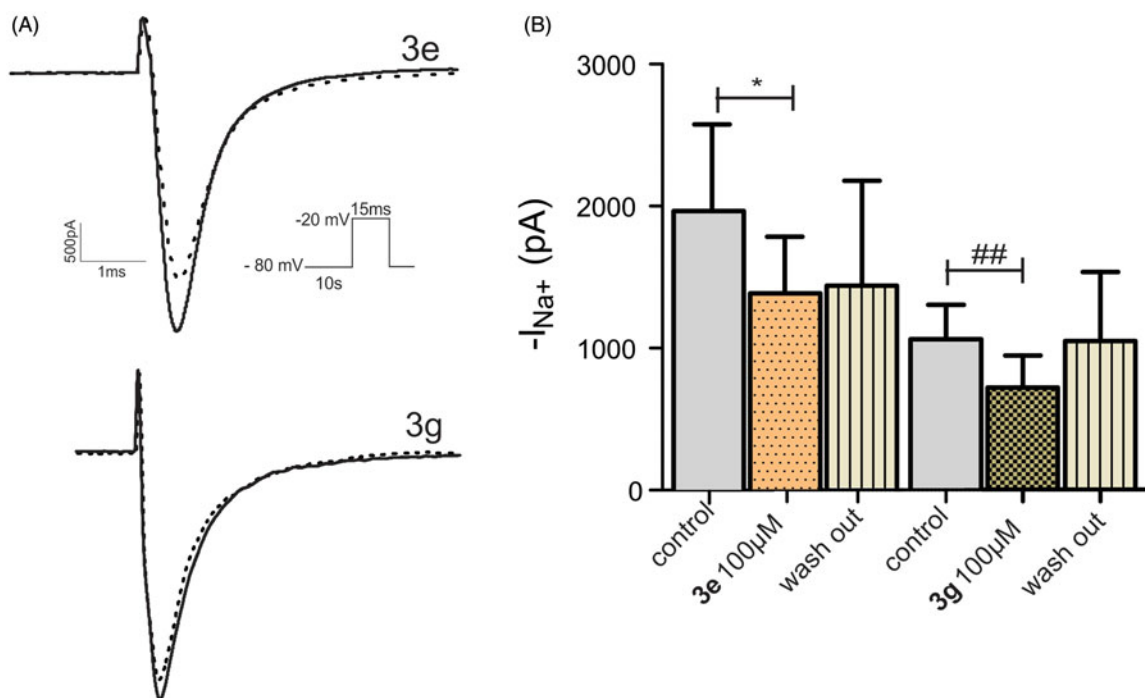 (A)
3e
500pA
1ms
-20 mV
15ms
- 80 mV
10s
3g
(B)
-I_Na+ (pA)
3000
2000
1000
0
*
##
control
3e 100µM
wash out
control
3g 100µM
wash out